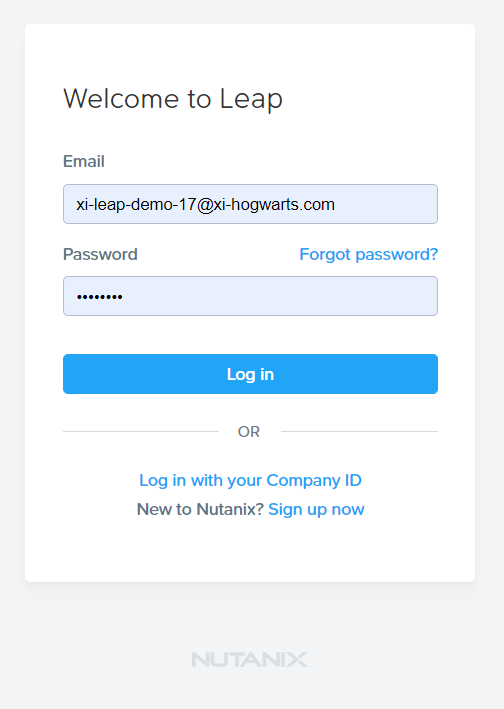 Welcome to Leap
Email
xi-leap-demo-17@xi-hogwarts.com
Password Forgot password?
••••••••
Log in
OR
Log in with your Company ID
New to Nutanix? Sign up now
NUTANIX